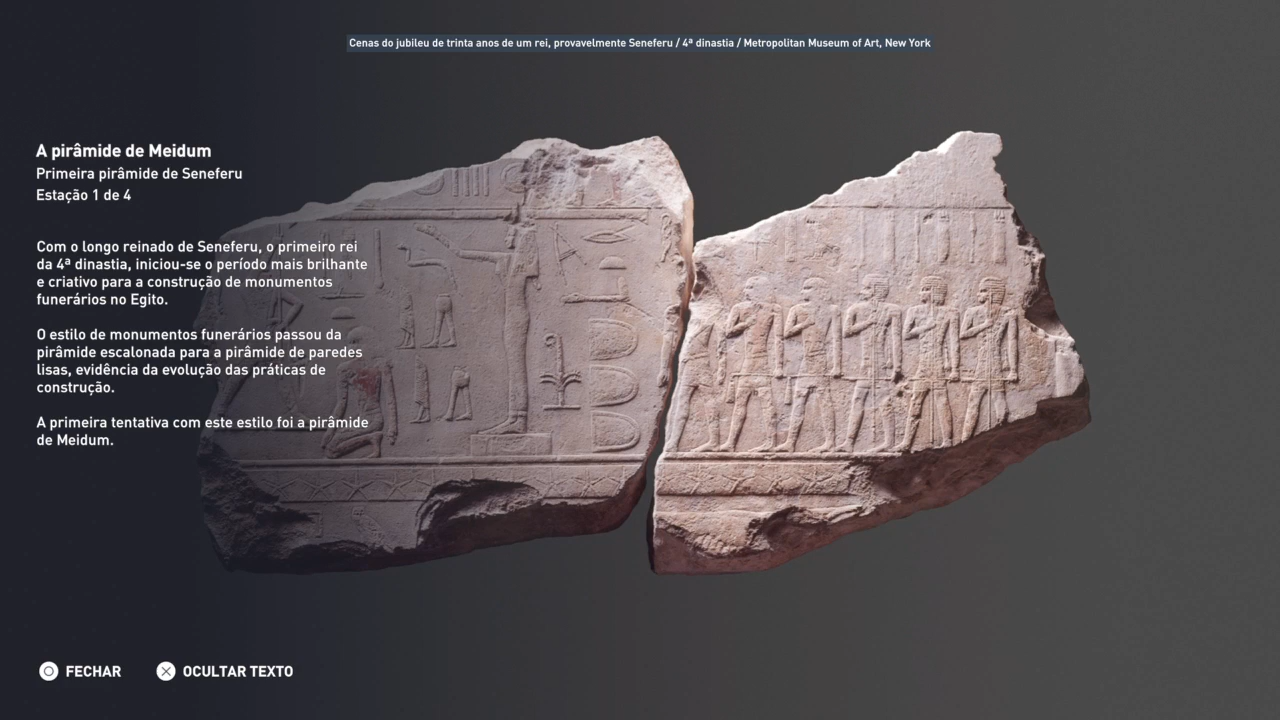 Cenas do jubileu de trinta anos de um rei, provavelmente Seneferu / 4ª dinastia / Metropolitan Museum of Art, New York
A pirâmide de Meidum
Primeira pirâmide de Seneferu
Estação 1 de 4
Com o longo reinado de Seneferu, o primeiro rei
da 4ª dinastia, iniciou-se o período mais brilhante
e criativo para a construção de monumentos
funerários no Egito.
O estilo de monumentos funerários passou da
pirâmide escalonada para a pirâmide de paredes
lisas, evidência da evolução das práticas de
construção.
A primeira tentativa com este estilo foi a pirâmide
de Meidum.
FECHAR
OCULTAR TEXTO